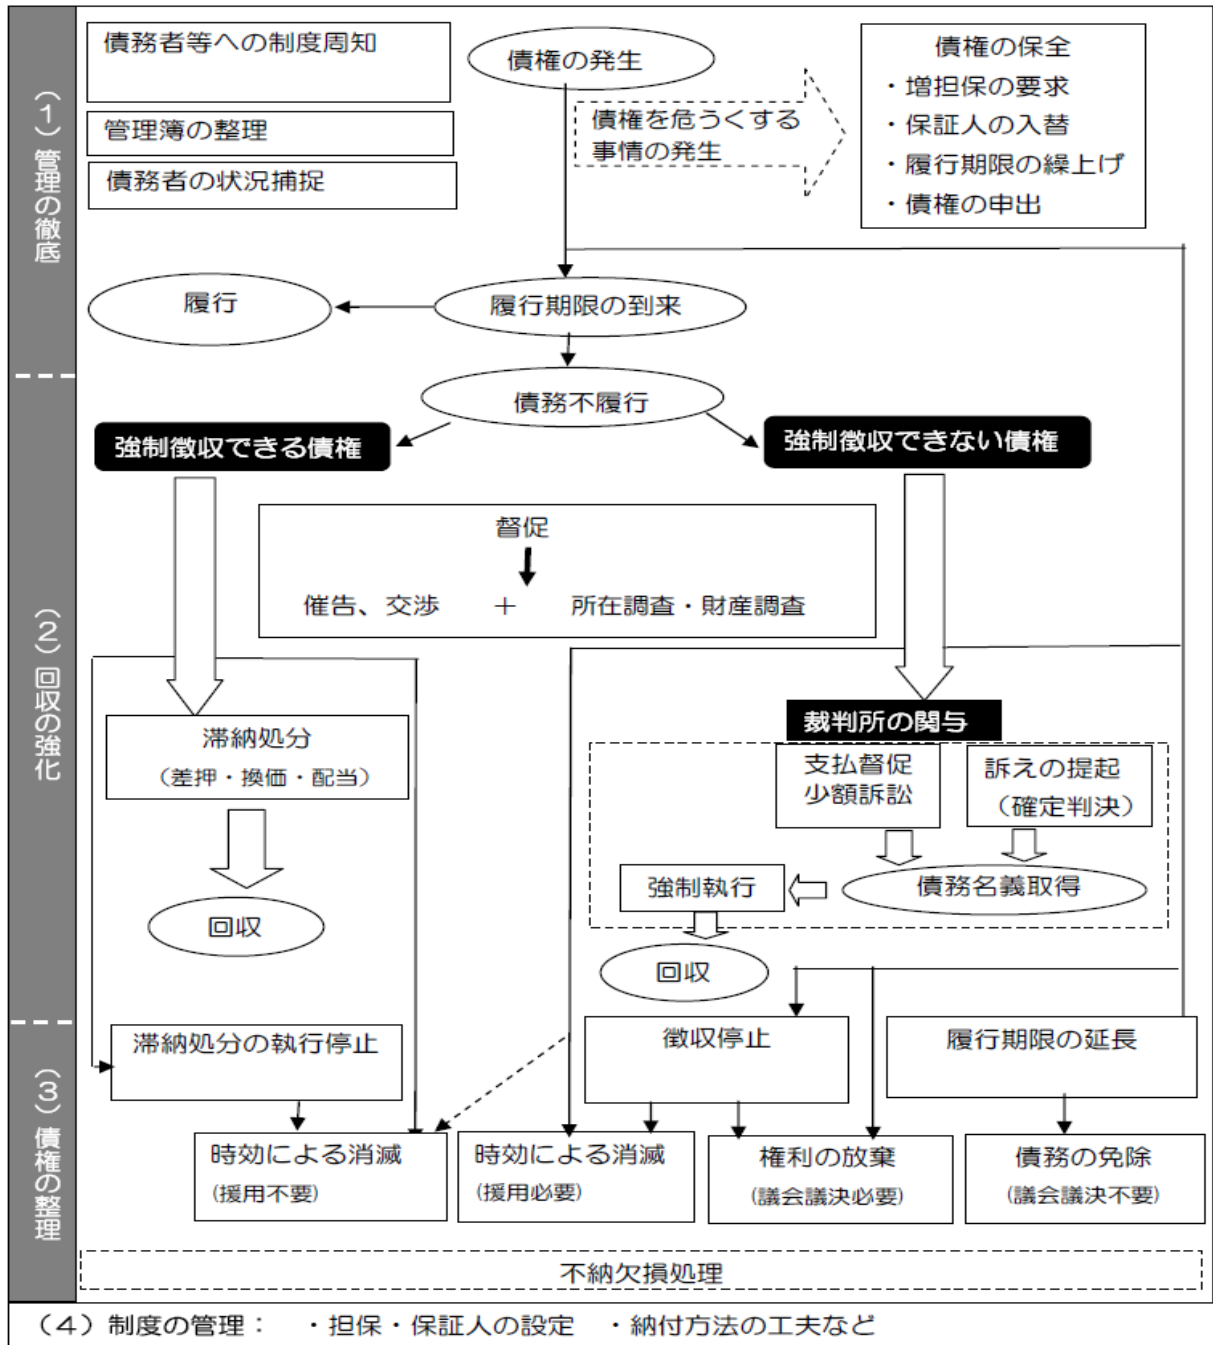 (1)管理の徹底
債務者等への制度周知
管理簿の整理
債務者の状況捕捉
債権の発生
債権を危うくする
事情の発生
債権の保全
・増担保の要求
・保証人の入替
・履行期限の繰上げ
・債権の申出
履行
履行期限の到来
(2)回収の強化
債務不履行
強制徴収できる債権
強制徴収できない債権
督促
催告、交渉 + 所在調査・財産調査
滞納処分
(差押・換価・配当)
回収
裁判所の関与
支払督促
少額訴訟
訴えの提起
(確定判決)
債務名義取得
強制執行
回収
(3)債権の整理
滞納処分の執行停止
徴収停止
履行期限の延長
時効による消滅
(援用不要)
時効による消滅
(援用必要)
権利の放棄
(議会議決必要)
債務の免除
(議会議決不要)
不納欠損処理
(4)制度の管理: ・担保・保証人の設定 ・納付方法の工夫など